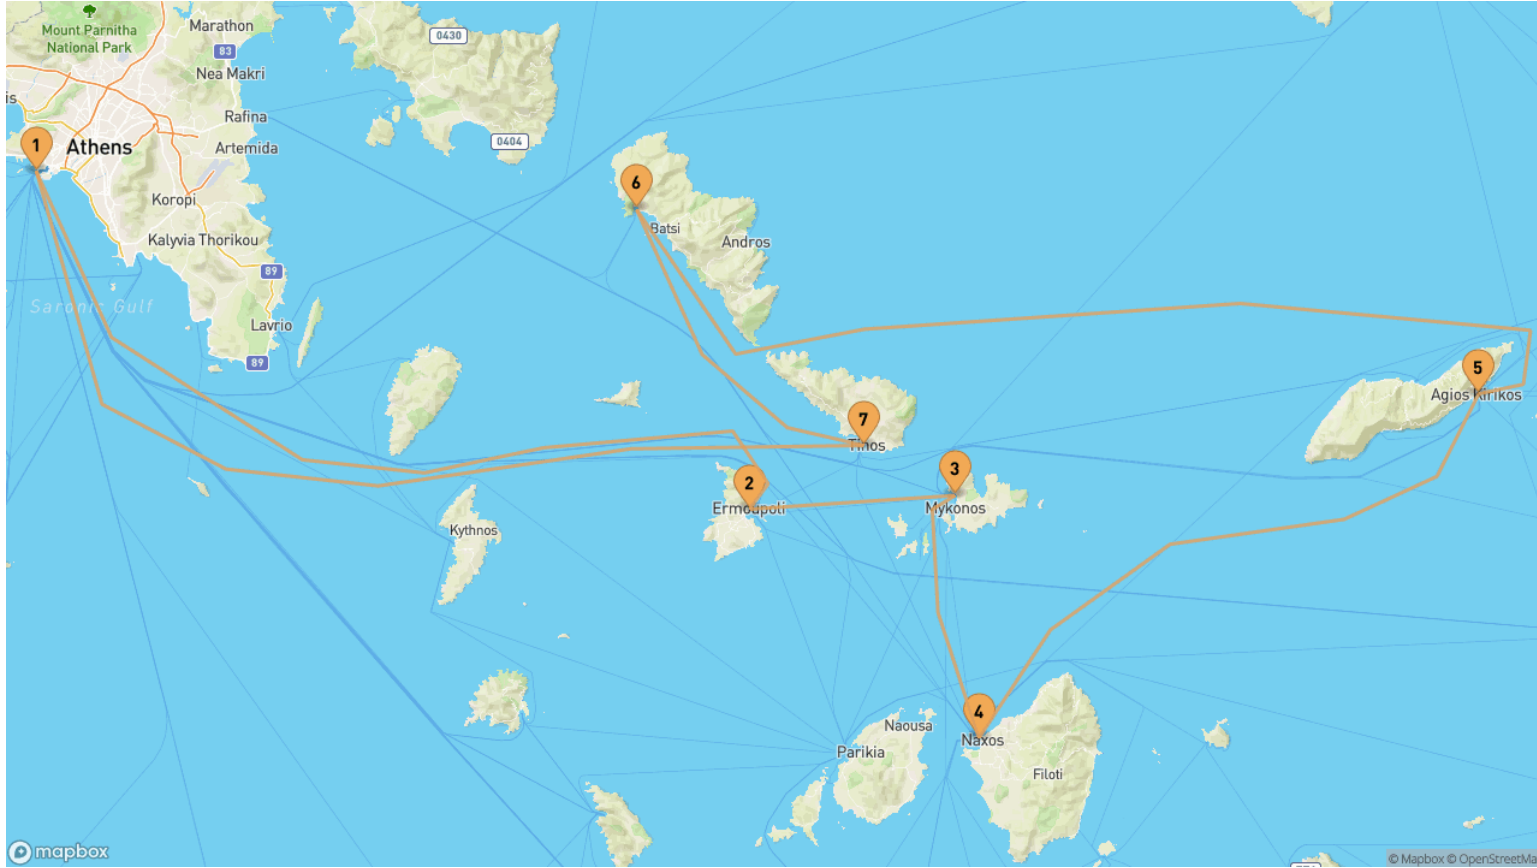 Mount Parnitha
National Park
Marathon
0430
83
Nea Makri
is
Rafina
1
Athens
Artemida
0404
6
Koropi
Batsi
Kalyvia Thorikou
Andros
89
Saronic Gulf
Lavrio
89
5
Agios Kirikos
7
Tinos
3
2
Ermoupoli
Mykonos
Kythnos
4
Naousa
Naxos
Parikia
Filoti
mapbox
© Mapbox © OpenStreetMa